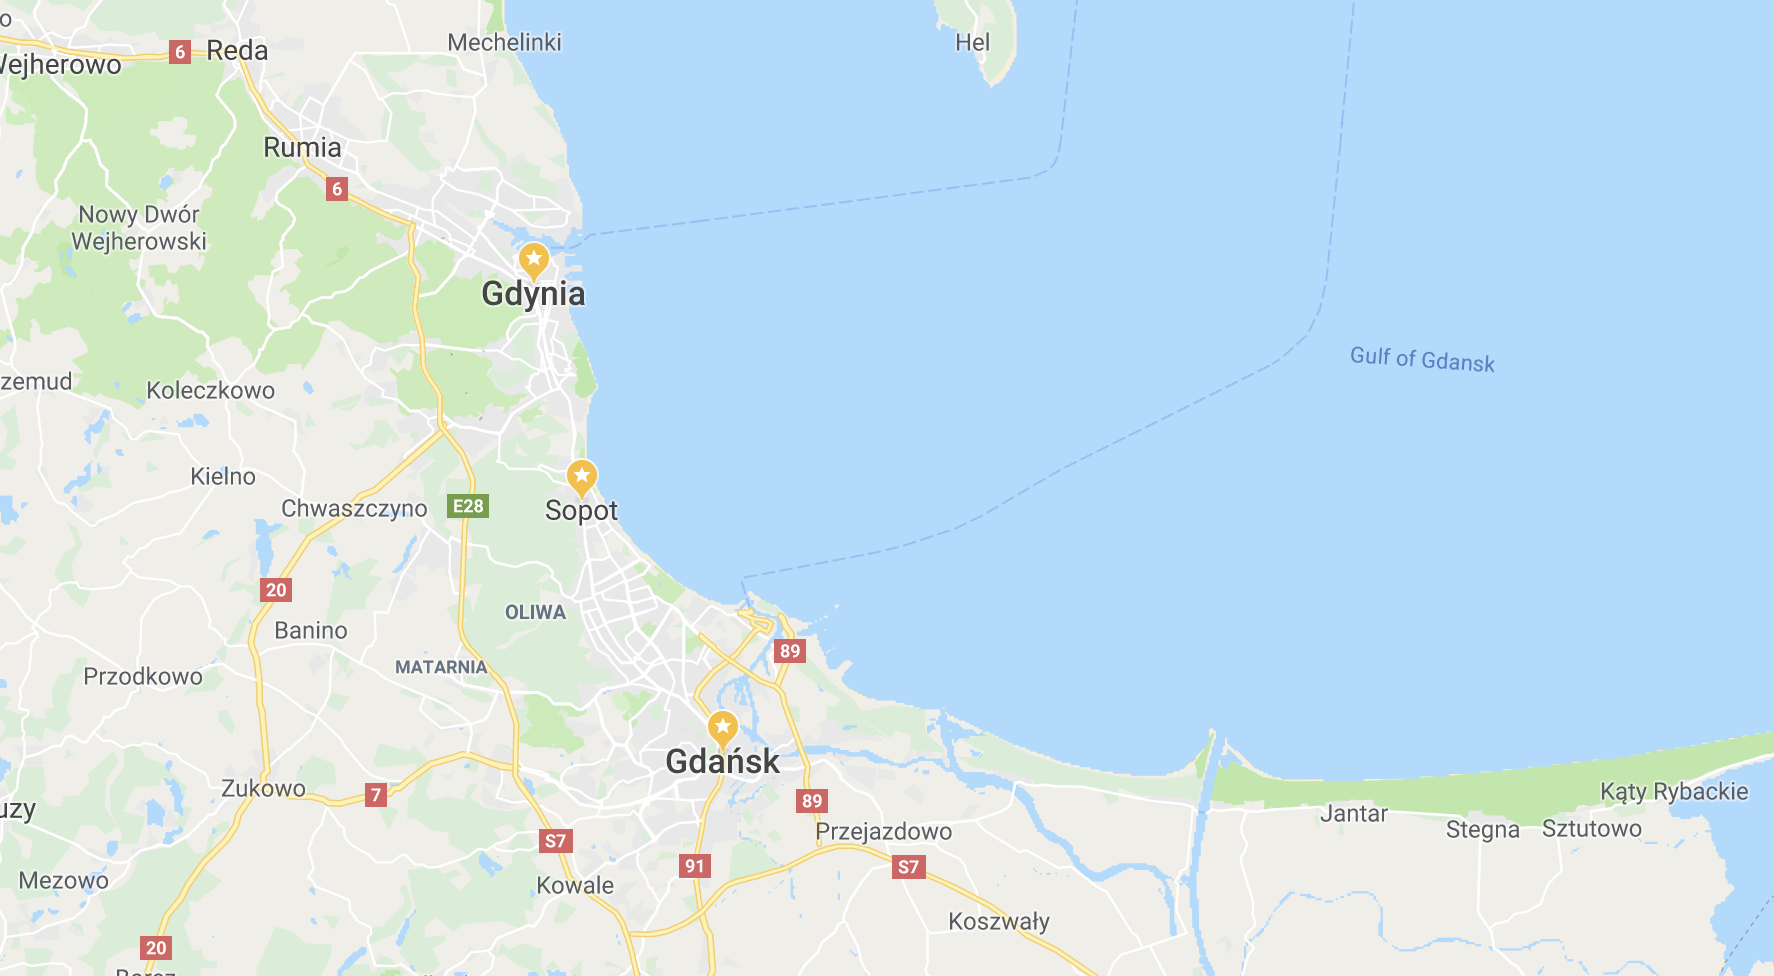 Mechelinki
Hel
6
Reda
Wejherowo
Rumia
6
Nowy Dwór
Wejherowski
Gdynia
Gulf of Gdansk
zemud
Koleczkowo
Kielno
Chwaszczyno
E28
Sopot
20
OLIWA
Banino
89
MATARNIA
Przodkowo
Gdańsk
Zukowo
7
89
Kąty Rybackie
uzy
Jantar
Stegna
Sztutowo
Przejazdowo
S7
91
S7
Mezowo
Kowale
Koszwały
20